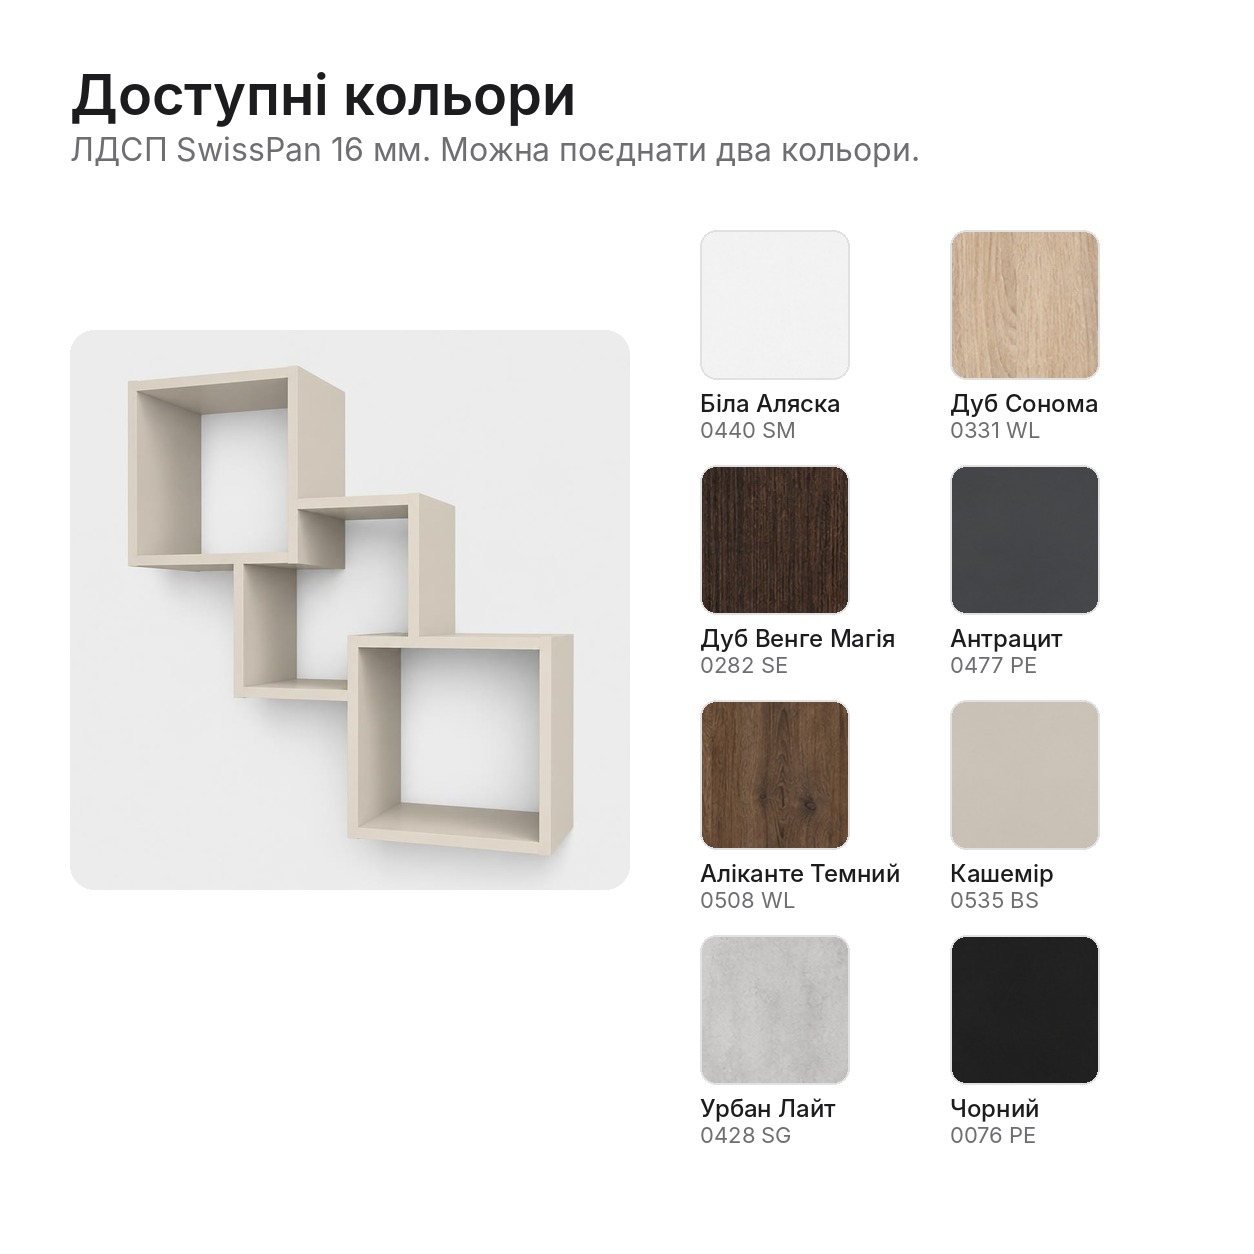 Доступні кольори
ЛДСП SwissPan 16 мм. Можна поєднати два кольори.
Біла Аляска
0440 SM
Дуб Сонома
0331 WL
Дуб Венге Магія
0282 SE
Антрацит
0477 PE
Аліканте Темний
0508 WL
Кашемір
0535 BS
Урбан Лайт
0428 SG
Чорний
0076 PE